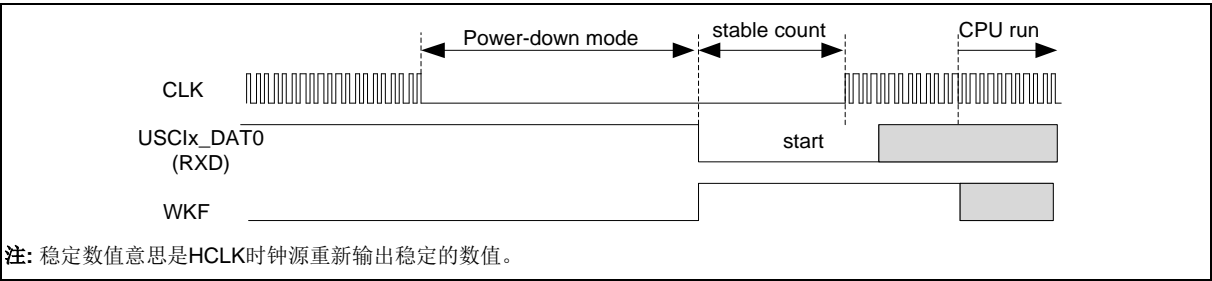 Power-down mode
stable count
CPU run
CLK
USCIx_DAT0
(RXD)
start
WKF
注: 稳定数值意思是HCLK时钟源重新输出稳定的数值。